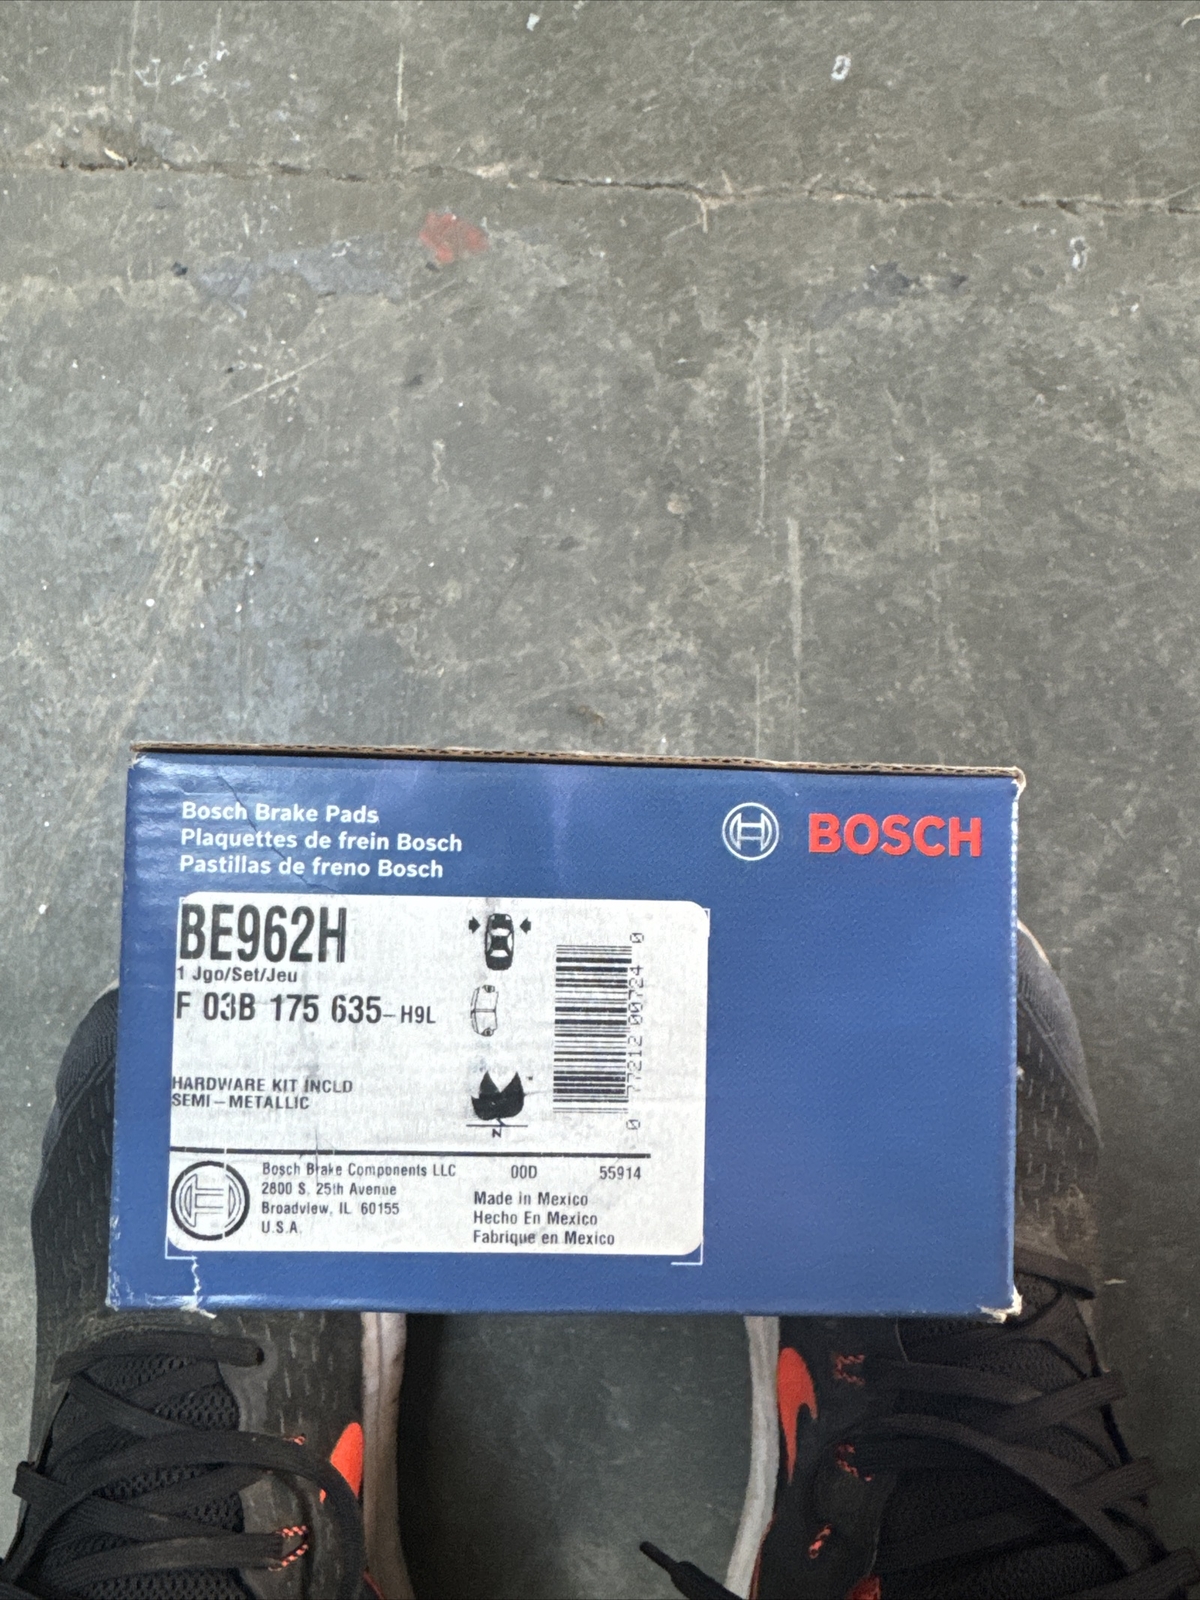 Bosch Brake Pads
Plaquettes de frein Bosch
Pastillas de freno Bosch
BOSCH
BE962H
1 Jgo/Set/Jeu
F 03B 175 635-H9L
HARDWARE KIT INCLD
SEMI-METALLIC
N
0 77212 00724 0
Bosch Brake Components LLC
2800 S. 25th Avenue
Broadview, IL 60155
U.S.A.
00D 55914
Made in Mexico
Hecho En Mexico
Fabrique en Mexico